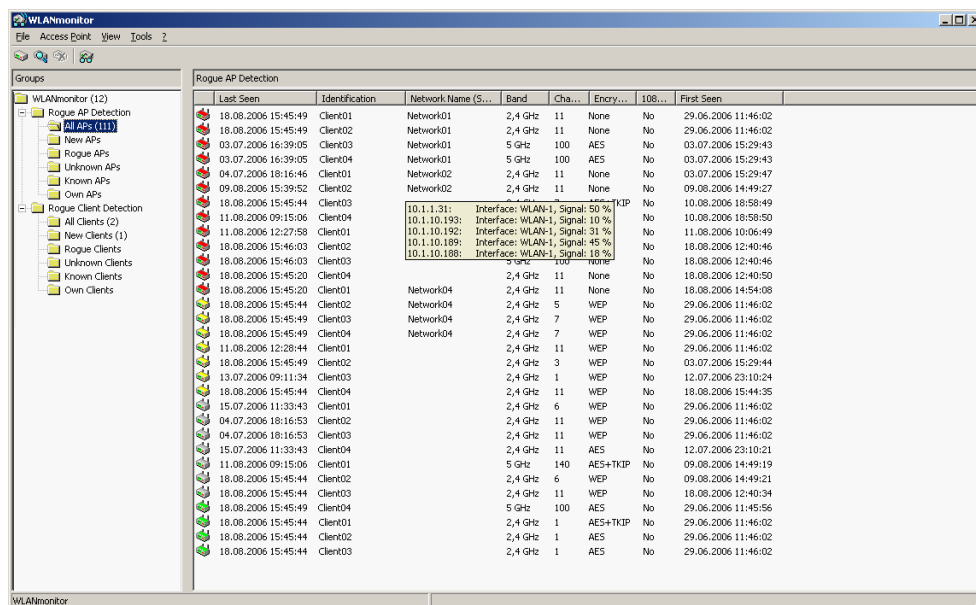 WLANmonitor
File Access Point View Tools ?
Groups
Rogue AP Detection
WLANmonitor (12)
Rogue AP Detection
All APs (111)
New APs
Rogue APs
Unknown APs
Known APs
Own APs
Rogue Client Detection
All Clients (2)
New Clients (1)
Rogue Clients
Unknown Clients
Known Clients
Own Clients
Last Seen Identification Network Name (S... Band Cha... Encry... 108... First Seen
18.08.2006 15:45:49 Client01 Network01 2,4 GHz 11 None No 29.06.2006 11:46:02
18.08.2006 15:45:49 Client02 Network01 2,4 GHz 11 None No 29.06.2006 11:46:02
03.07.2006 16:39:05 Client03 Network01 5 GHz 100 AES No 03.07.2006 15:29:43
03.07.2006 16:39:05 Client04 Network01 5 GHz 100 AES No 03.07.2006 15:29:43
04.07.2006 18:16:46 Client01 Network02 2,4 GHz 11 None No 03.07.2006 15:29:47
09.08.2006 15:39:52 Client02 Network02 2,4 GHz 11 None No 09.08.2006 14:49:27
18.08.2006 15:45:44 Client03 No 10.08.2006 18:58:49
11.08.2006 09:15:06 Client04 No 10.08.2006 18:58:50
11.08.2006 12:27:58 Client01 No 11.08.2006 10:06:49
18.08.2006 15:46:03 Client02 No 18.08.2006 12:40:46
18.08.2006 15:46:03 Client03 5 GHz 100 None No 18.08.2006 12:40:46
10.1.1.31: Interface: WLAN-1, Signal: 50 %
10.1.10.193: Interface: WLAN-1, Signal: 10 %
10.1.10.192: Interface: WLAN-1, Signal: 31 %
10.1.10.189: Interface: WLAN-1, Signal: 45 %
10.1.10.188: Interface: WLAN-1, Signal: 18 %
18.08.2006 15:45:20 Client04 2,4 GHz 11 None No 18.08.2006 12:40:50
18.08.2006 15:45:20 Client01 Network04 2,4 GHz 11 None No 18.08.2006 14:54:08
18.08.2006 15:45:44 Client02 Network04 2,4 GHz 5 WEP No 29.06.2006 11:46:02
18.08.2006 15:45:49 Client03 Network04 2,4 GHz 7 WEP No 29.06.2006 11:46:02
18.08.2006 15:45:49 Client04 Network04 2,4 GHz 7 WEP No 29.06.2006 11:46:02
11.08.2006 12:28:44 Client01 2,4 GHz 11 WEP No 29.06.2006 11:46:02
18.08.2006 15:45:49 Client02 2,4 GHz 3 WEP No 03.07.2006 15:29:44
13.07.2006 09:11:34 Client03 2,4 GHz 1 WEP No 12.07.2006 23:10:24
18.08.2006 15:45:44 Client04 2,4 GHz 11 WEP No 18.08.2006 15:44:35
15.07.2006 11:33:43 Client01 2,4 GHz 6 WEP No 29.06.2006 11:46:02
04.07.2006 18:16:53 Client02 2,4 GHz 11 WEP No 29.06.2006 11:46:02
04.07.2006 18:16:53 Client03 2,4 GHz 11 WEP No 29.06.2006 11:46:02
15.07.2006 11:33:43 Client04 2,4 GHz 11 AES No 12.07.2006 23:10:21
11.08.2006 09:15:06 Client01 5 GHz 140 AES+TKIP No 09.08.2006 14:49:19
18.08.2006 15:45:44 Client02 2,4 GHz 6 WEP No 09.08.2006 14:49:21
18.08.2006 15:45:44 Client03 2,4 GHz 11 WEP No 18.08.2006 12:40:34
18.08.2006 15:45:49 Client04 5 GHz 100 AES No 29.06.2006 11:45:56
18.08.2006 15:45:44 Client01 2,4 GHz 1 AES+TKIP No 29.06.2006 11:46:02
18.08.2006 15:45:44 Client02 2,4 GHz 1 AES No 29.06.2006 11:46:02
18.08.2006 15:45:44 Client03 2,4 GHz 1 AES No 29.06.2006 11:46:02
WLANmonitor